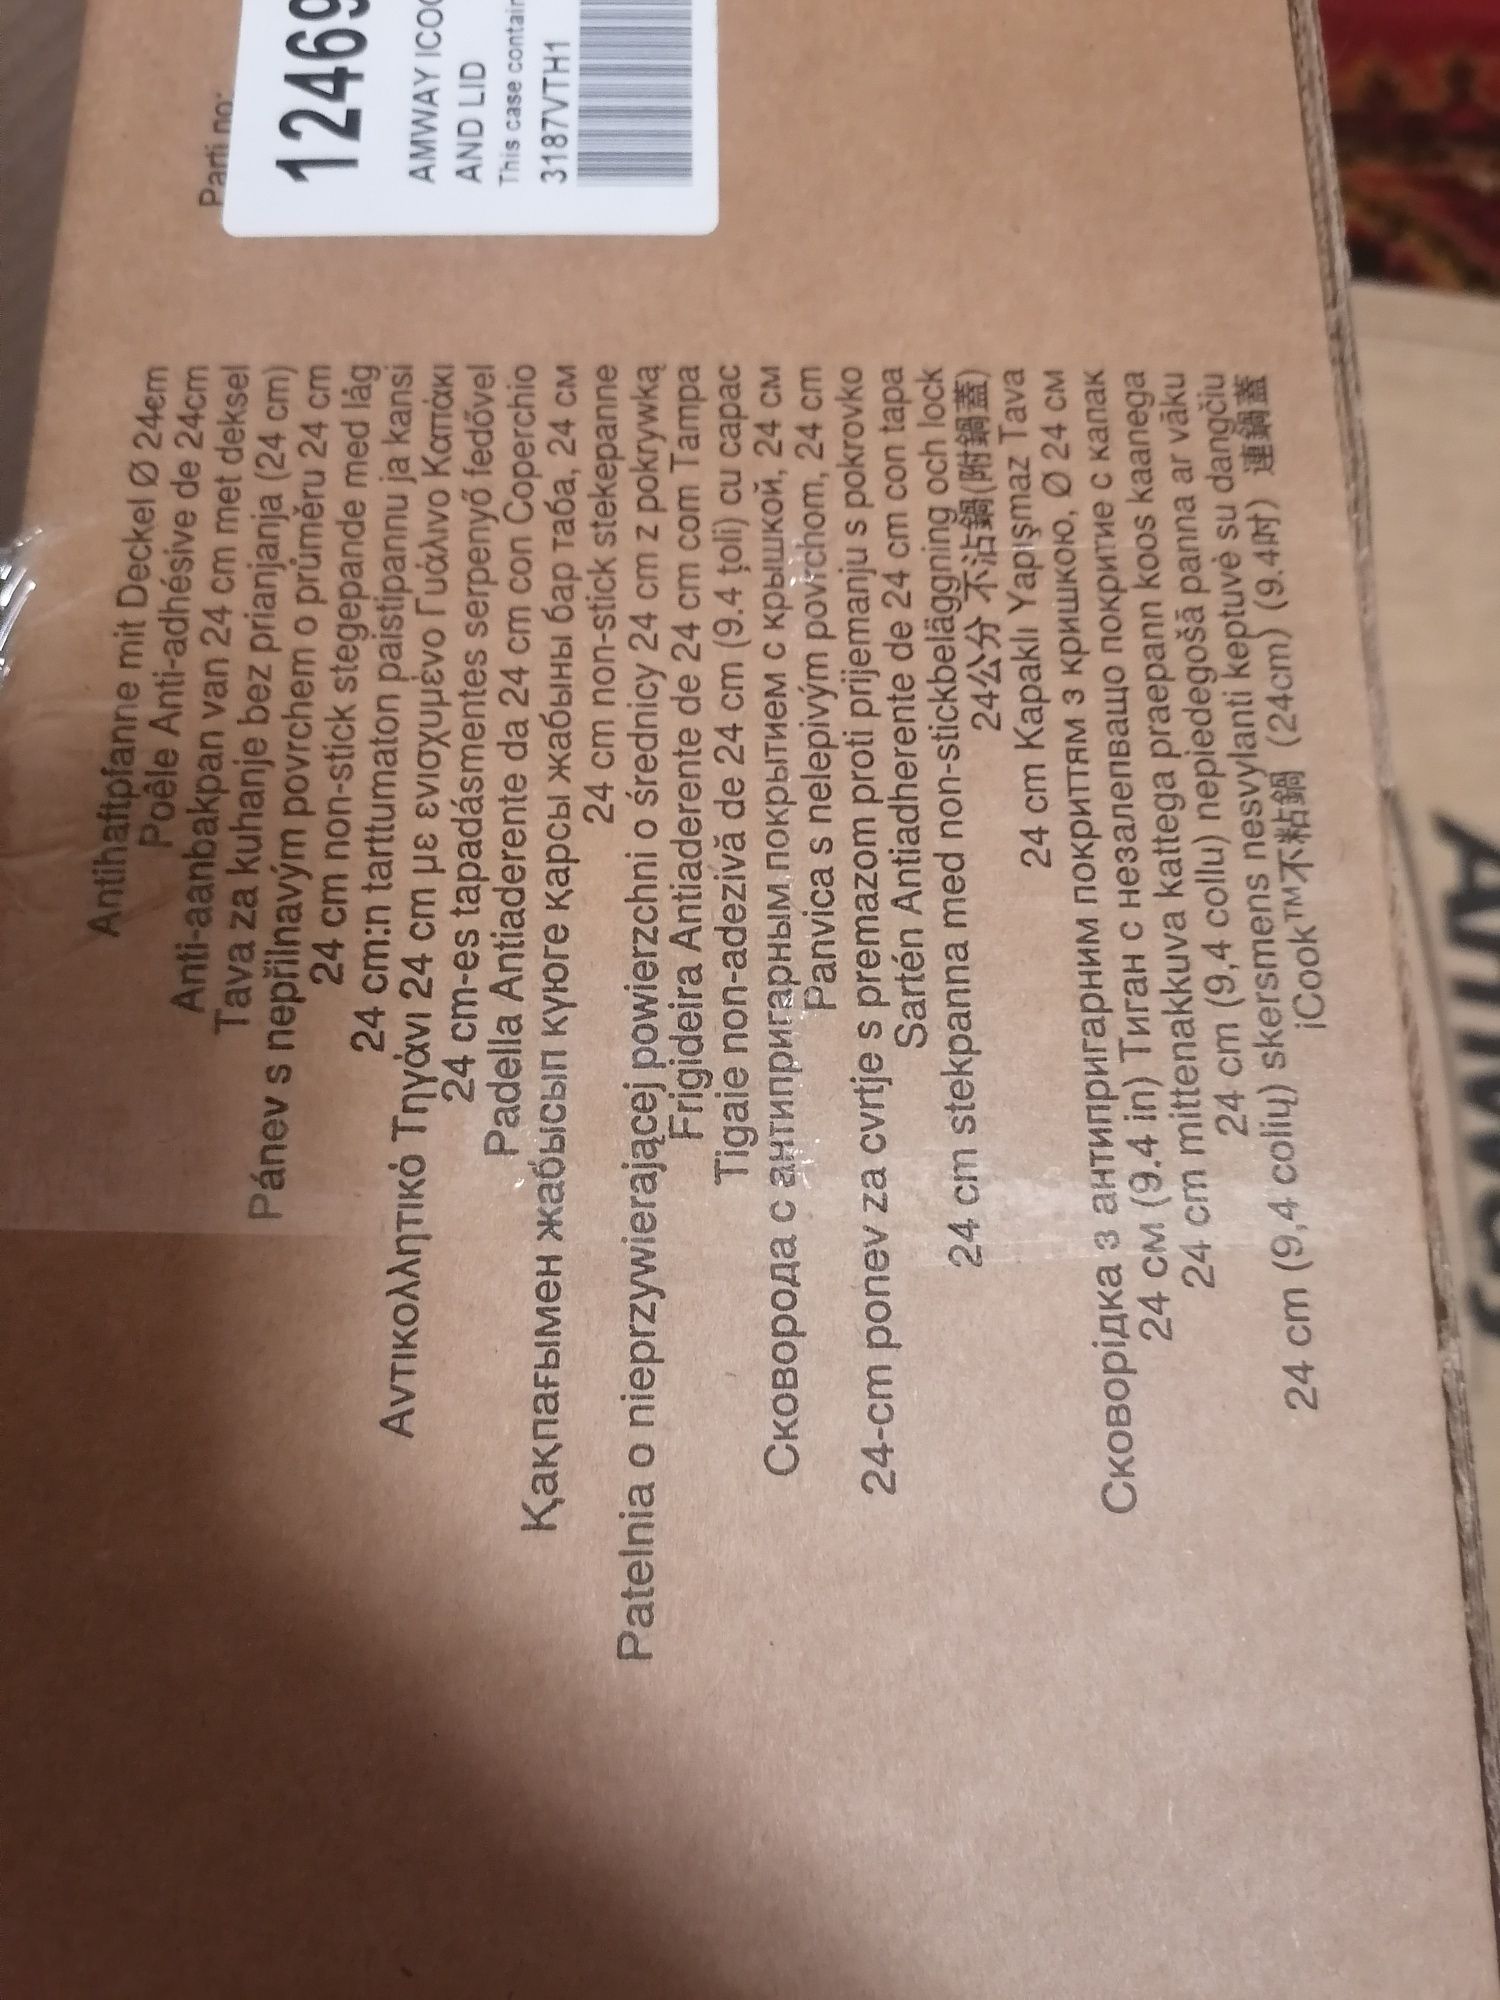 Antihaftpfanne mit Deckel Ø 24cm
Poêle Anti-adhésive de 24cm
Anti-aanbakpan van 24 cm met deksel
Tava za kuhanje bez prianjanja (24 cm)
Pánev s nepřilnavým povrchem o průměru 24 cm
24 cm non-stick stegepande med låg
24 cm:n tarttumaton paistipannu ja kansi
Αντικολλητικό Τηγάνι 24 cm με ενισχυμένο Γυάλινο Καπάκι
24 cm-es tapadásmentes serpenyő fedővel
Padella Antiaderente da 24 cm con Coperchio
Қақпағымен жабысып күюге қарсы жабыны бар таба, 24 см
24 cm non-stick stekepanne
Patelnia o nieprzywierającej powierzchni o średnicy 24 cm z pokrywką
Frigideira Antiaderente de 24 cm com Tampa
Tigaie non-adezivă de 24 cm (9.4 țoli) cu capac
Сковорода с антипригарным покрытием с крышкой, 24 см
Panvica s nelepivým povrchom, 24 cm
24-cm ponev za cvrtje s premazom proti prijemanju s pokrovko
Sartén Antiadherente de 24 cm con tapa
24 cm stekpanna med non-stickbeläggning och lock
24公分 不沾鍋(附鍋蓋)
24 cm Kapaklı Yapışmaz Tava
Сковорідка з антипригарним покриттям з кришкою, Ø 24 см
24 см (9.4 in) Тиган с незалепващо покритие с капак
24 cm mittenakkuva kattega praepann koos kaanega
24 cm (9,4 collu) nepiedegošā panna ar vāku
24 cm (9,4 colių) skersmens nesvylanti keptuvė su dangčiu
iCook™不粘鍋 (24cm) (9.4吋) 連鍋蓋
Parti no:
12469
AMWAY ICOO
AND LID
This case contain
3187VTH1